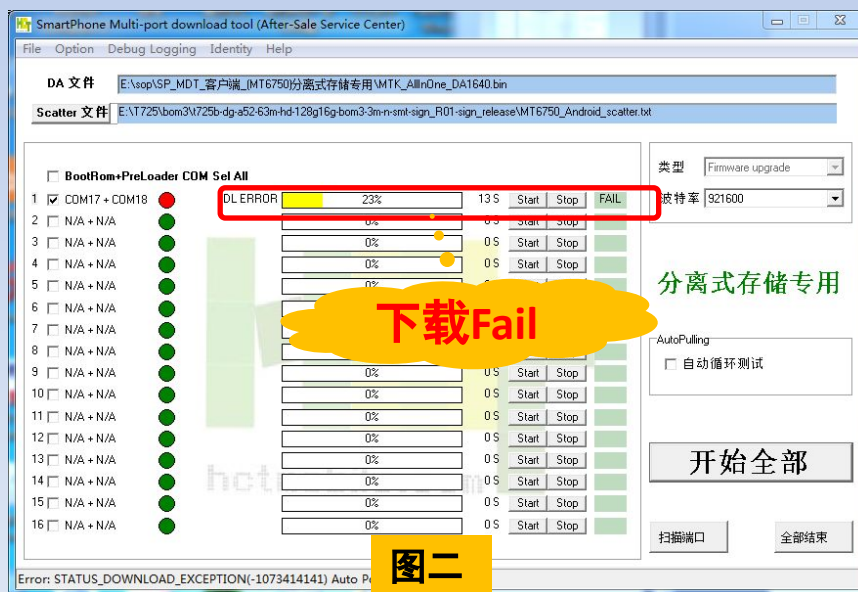 SmartPhone Multi-port download tool (After-Sale Service Center)
File Option Debug Logging Identity Help
DA 文件 E:\sop\SP_MDT_客户端_(MT6750)分离式存储专用\MTK_AllInOne_DA1640.bin
Scatter 文件 E:\T725\bom3\t725b-dg-a52-63m-hd-128g16g-bom3-3m-n-smt-sign_R01-sign_release\MT6750_Android_scatter.txt
BootRom+PreLoader COM Sel All
1 COM17 + COM18 DL ERROR 23% 13 S Start Stop FAIL
2 N/A + N/A 0% 0 S Start Stop
3 N/A + N/A 0% 0 S Start Stop
4 N/A + N/A 0% 0 S Start Stop
5 N/A + N/A 0% Start Stop
6 N/A + N/A
7 N/A + N/A
8 N/A + N/A
9 N/A + N/A 0% 0 S Start Stop
10 N/A + N/A 0% 0 S Start Stop
11 N/A + N/A 0% 0 S Start Stop
12 N/A + N/A 0% 0 S Start Stop
13 N/A + N/A 0% 0 S Start Stop
14 N/A + N/A 0% 0 S Start Stop
15 N/A + N/A 0% 0 S Start Stop
16 N/A + N/A 0% 0 S Start Stop
下载Fail
类型 Firmware upgrade
波特率 921600
分离式存储专用
AutoPulling
自动循环测试
开始全部
扫描端口 全部结束
图二
Error: STATUS_DOWNLOAD_EXCEPTION(-1073414141) Auto